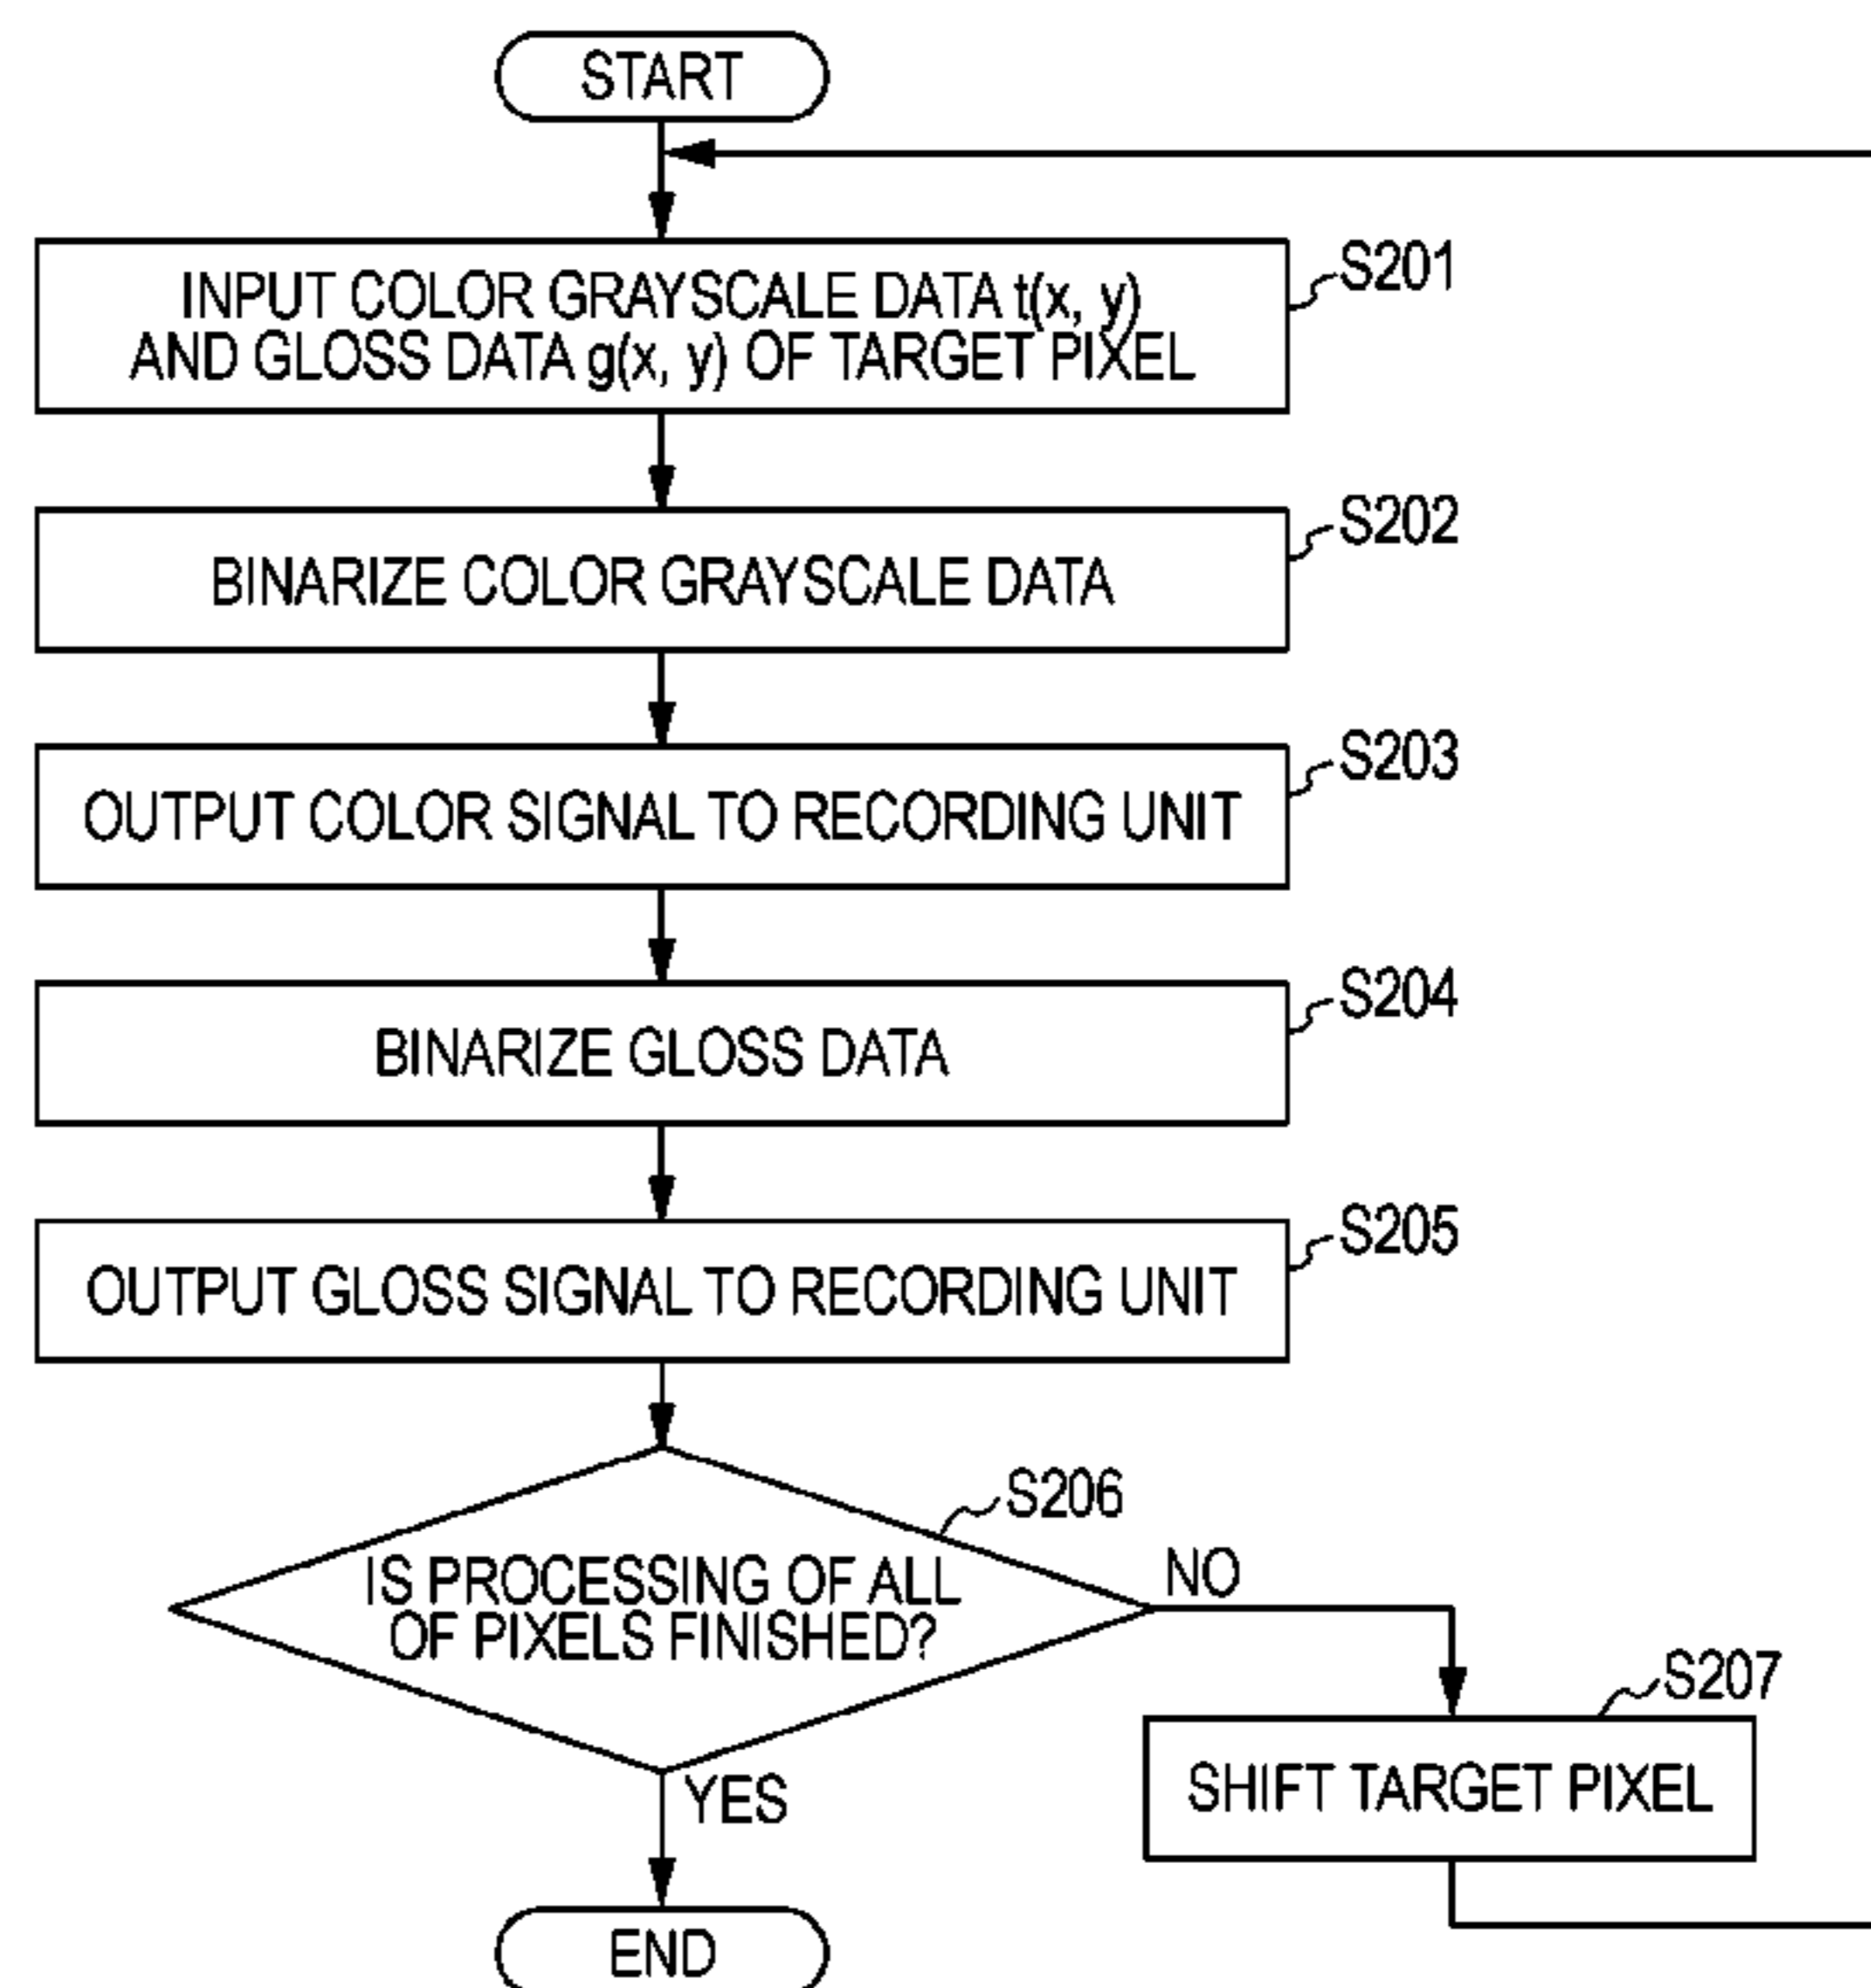 START
INPUT COLOR GRAYSCALE DATA t(x, y)
AND GLOSS DATA g(x, y) OF TARGET PIXEL
S201
BINARIZE COLOR GRAYSCALE DATA
S202
OUTPUT COLOR SIGNAL TO RECORDING UNIT
S203
BINARIZE GLOSS DATA
S204
OUTPUT GLOSS SIGNAL TO RECORDING UNIT
S205
S206
IS PROCESSING OF ALL
OF PIXELS FINISHED?
NO
S207
SHIFT TARGET PIXEL
YES
END